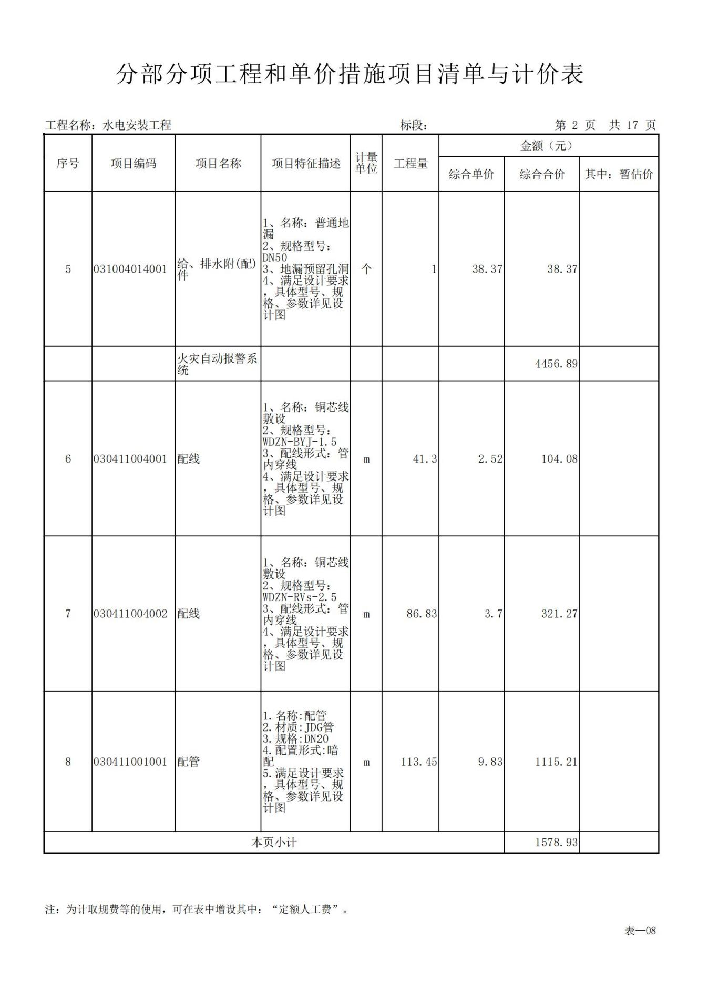 分部分项工程和单价措施项目清单与计价表
工程名称：水电安装工程 标段： 第 2 页 共 17 页
序号 项目编码 项目名称 项目特征描述 计量单位 工程量 金额（元）
综合单价 综合合价 其中：暂估价
5 031004014001 给、排水附(配)
件
1、名称：普通地
漏
2、规格型号：
DN50
3、地漏预留孔洞
4、满足设计要求
，具体型号、规
格、参数详见设
计图
个 1 38.37 38.37
火灾自动报警系
统
4456.89
6 030411004001 配线
1、名称：铜芯线
敷设
2、规格型号：
WDZN-BYJ-1.5
3、配线形式：管
内穿线
4、满足设计要求
，具体型号、规
格、参数详见设
计图
m 41.3 2.52 104.08
7 030411004002 配线
1、名称：铜芯线
敷设
2、规格型号：
WDZN-RVs-2.5
3、配线形式：管
内穿线
4、满足设计要求
，具体型号、规
格、参数详见设
计图
m 86.83 3.7 321.27
8 030411001001 配管
1.名称:配管
2.材质:JDG管
3.规格:DN20
4.配置形式:暗
配
5.满足设计要求
，具体型号、规
格、参数详见设
计图
m 113.45 9.83 1115.21
本页小计 1578.93
注：为计取规费等的使用，可在表中增设其中：“定额人工费”。
表—08